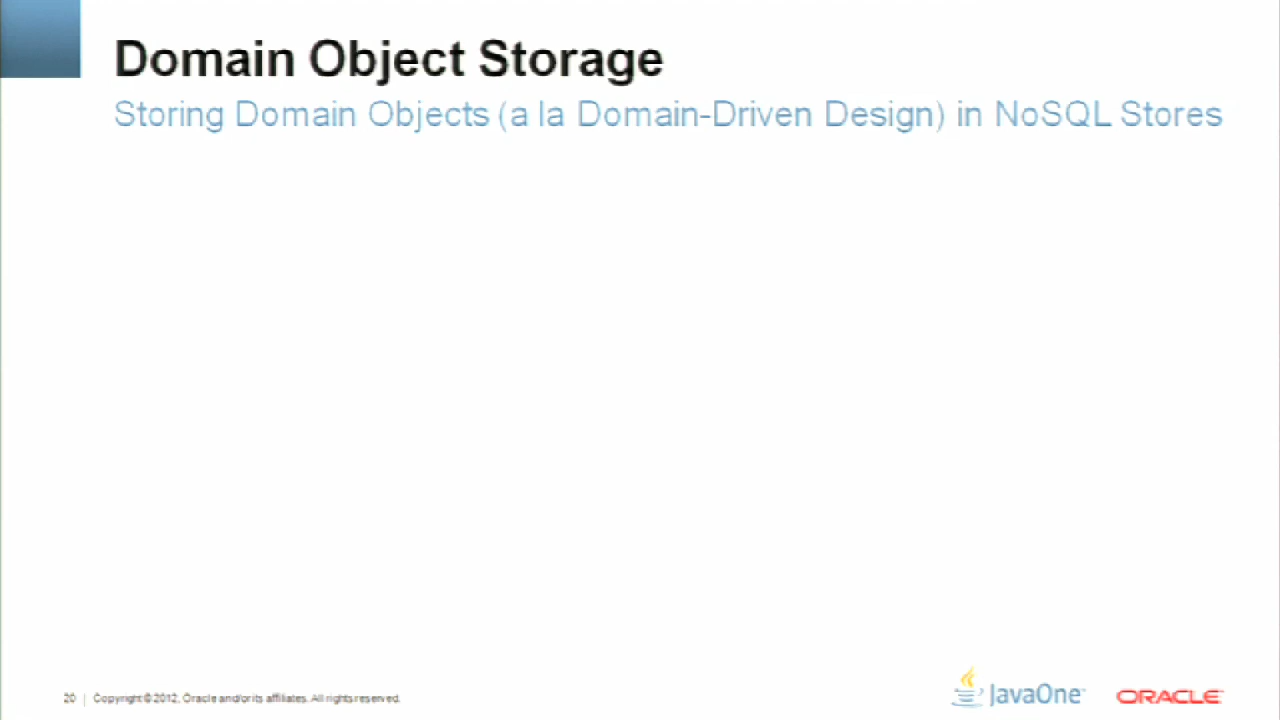 Domain Object Storage
Storing Domain Objects (a la Domain-Driven Design) in NoSQL Stores
20 | Copyright © 2012, Oracle and/or its affiliates. All rights reserved.
JavaOne
ORACLE